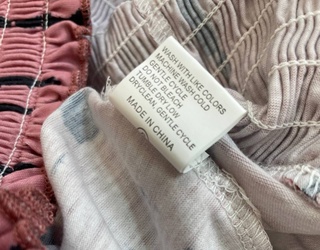 WASH WITH LIKE COLORS
MACHINE WASH COLD
GENTLE CYCLE
DO NOT BLEACH
TUMBLE DRY LOW
DRYCLEAN, GENTLE CYCLE
MADE IN CHINA